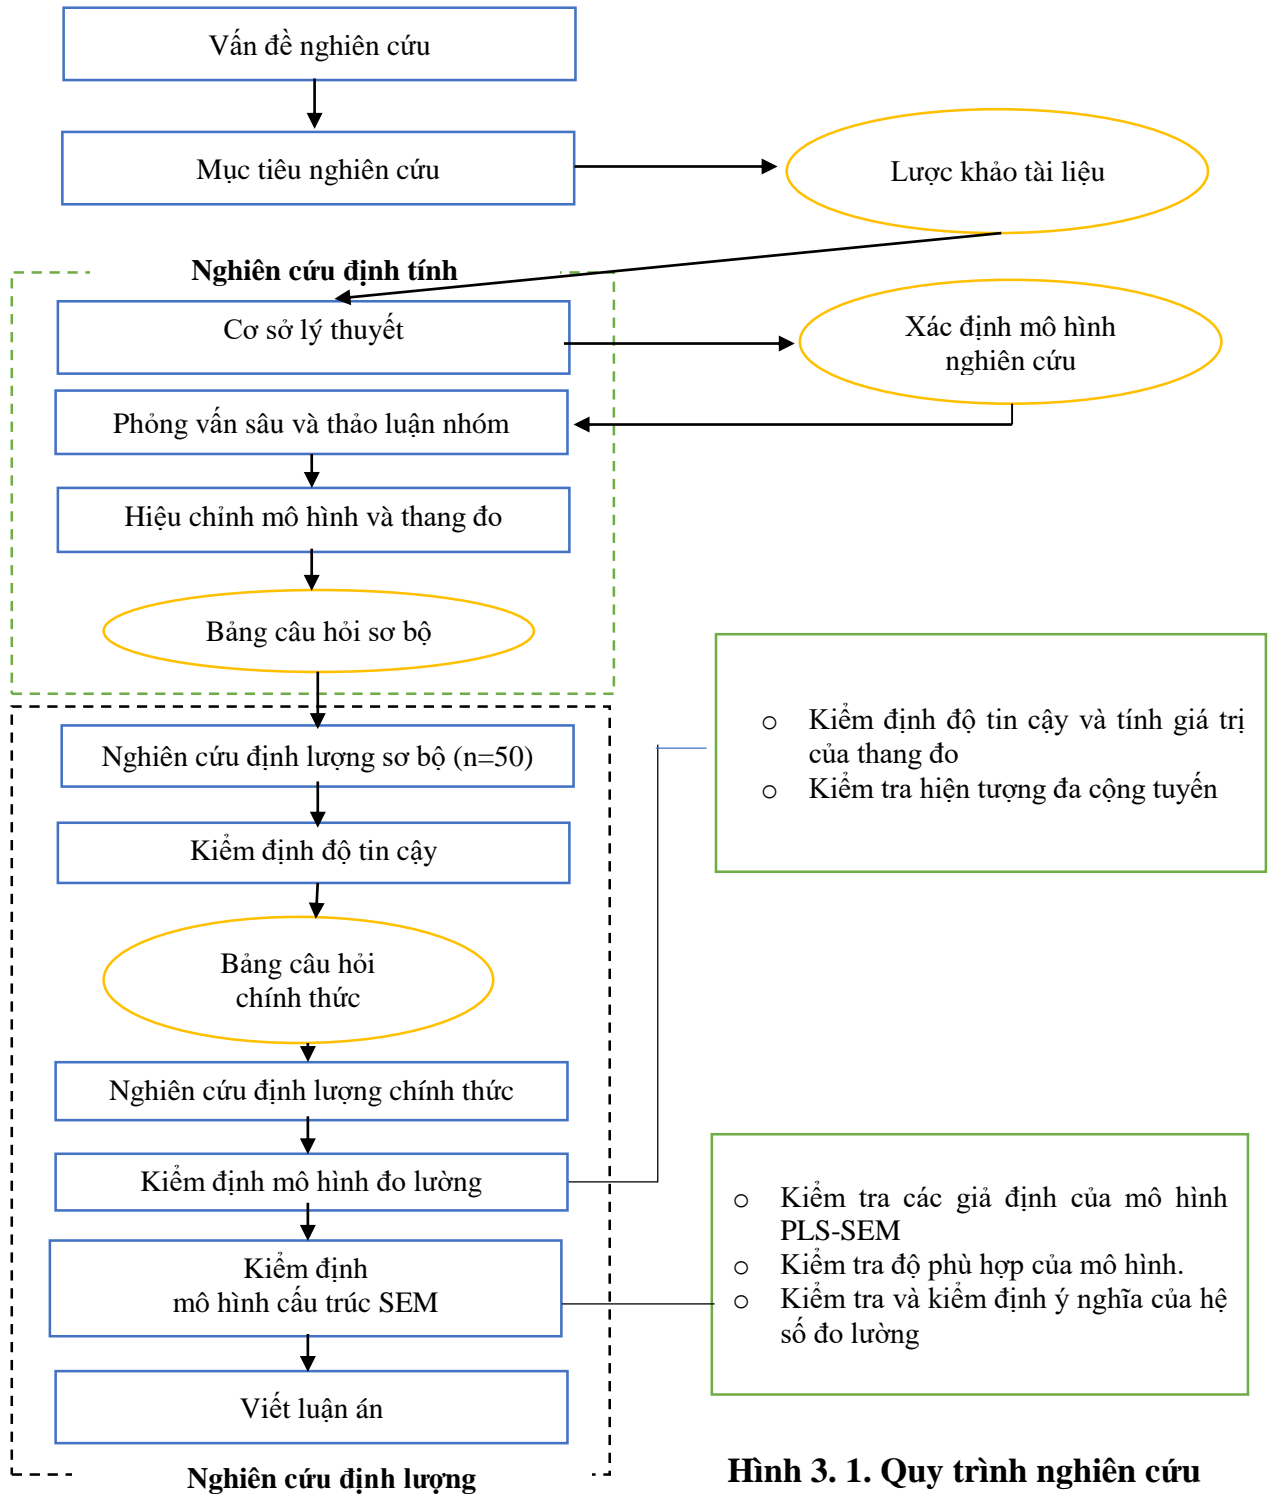 Vấn đề nghiên cứu
Mục tiêu nghiên cứu
Lược khảo tài liệu
Nghiên cứu định tính
Cơ sở lý thuyết
Xác định mô hình
nghiên cứu
Phỏng vấn sâu và thảo luận nhóm
Hiệu chỉnh mô hình và thang đo
Bảng câu hỏi sơ bộ
Nghiên cứu định lượng sơ bộ (n=50)
o Kiểm định độ tin cậy và tính giá trị
của thang đo
o Kiểm tra hiện tượng đa cộng tuyến
Kiểm định độ tin cậy
Bảng câu hỏi
chính thức
Nghiên cứu định lượng chính thức
Kiểm định mô hình đo lường
o Kiểm tra các giả định của mô hình
PLS-SEM
o Kiểm tra độ phù hợp của mô hình.
o Kiểm tra và kiểm định ý nghĩa của hệ
số đo lường
Kiểm định
mô hình cấu trúc SEM
Viết luận án
Nghiên cứu định lượng
Hình 3. 1. Quy trình nghiên cứu